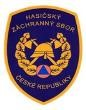 HASIČSKÝ
ZÁCHRANNÝ SBOR
ČESKÉ REPUBLIKY